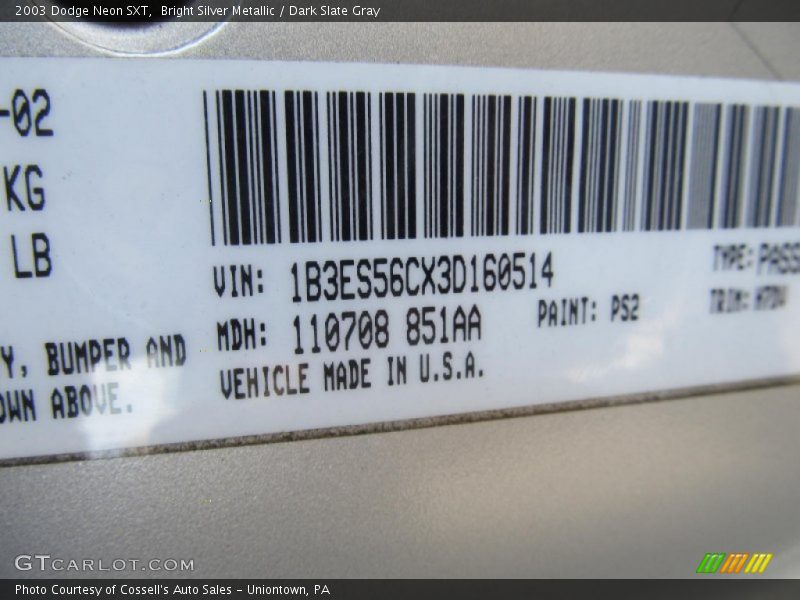 2003 Dodge Neon SXT, Bright Silver Metallic / Dark Slate Gray
-02
KG
LB
VIN: 1B3ES56CX3D160514
TYPE: PASS
MDH: 110708 851AA
PAINT: PS2
TRIM:
Y, BUMPER AND
OWN ABOVE.
VEHICLE MADE IN U.S.A.
GTCARLOT.COM
Photo Courtesy of Cossell's Auto Sales - Uniontown, PA